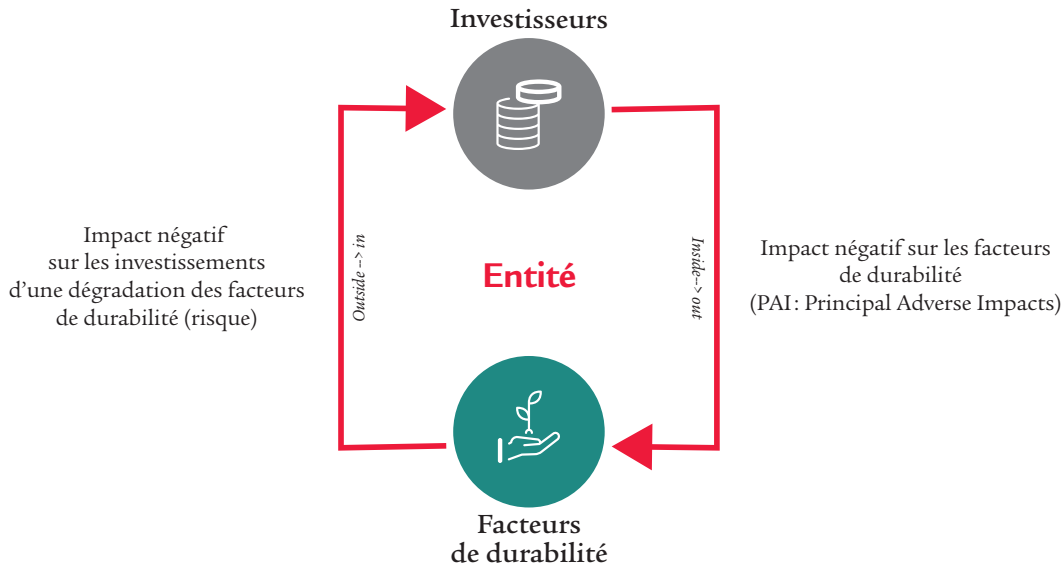 Investisseurs
Impact négatif
sur les investissements
d’une dégradation des facteurs
de durabilité (risque)
Outside --> in
Entité
Inside--> out
Impact négatif sur les facteurs
de durabilité
(PAI : Principal Adverse Impacts)
Facteurs
de durabilité